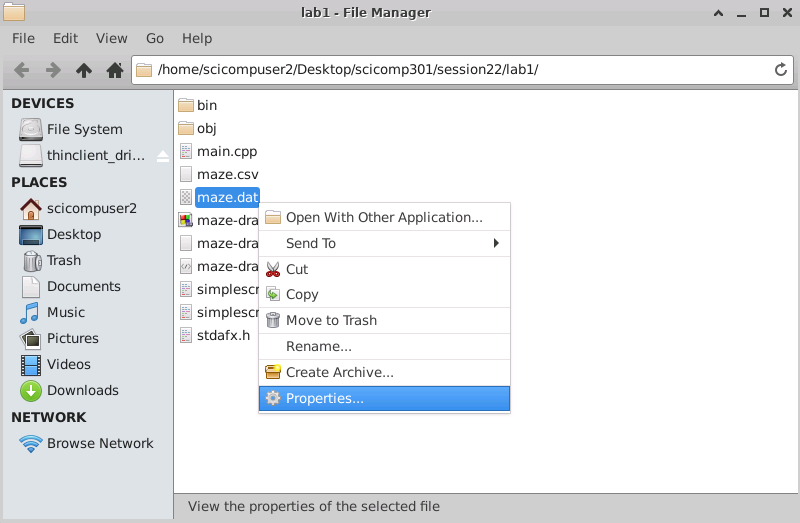 lab1 - File Manager
File Edit View Go Help
/home/scicompuser2/Desktop/scicomp301/session22/lab1/
DEVICES
File System
thinclient_dri...
PLACES
scicompuser2
Desktop
Trash
Documents
Music
Pictures
Videos
Downloads
NETWORK
Browse Network
bin
obj
main.cpp
maze.csv
maze.dat
maze-dra
maze-dra
maze-dra
simplescr
simplescr
stdafx.h
Open With Other Application...
Send To
Cut
Copy
Move to Trash
Rename...
Create Archive...
Properties...
View the properties of the selected file